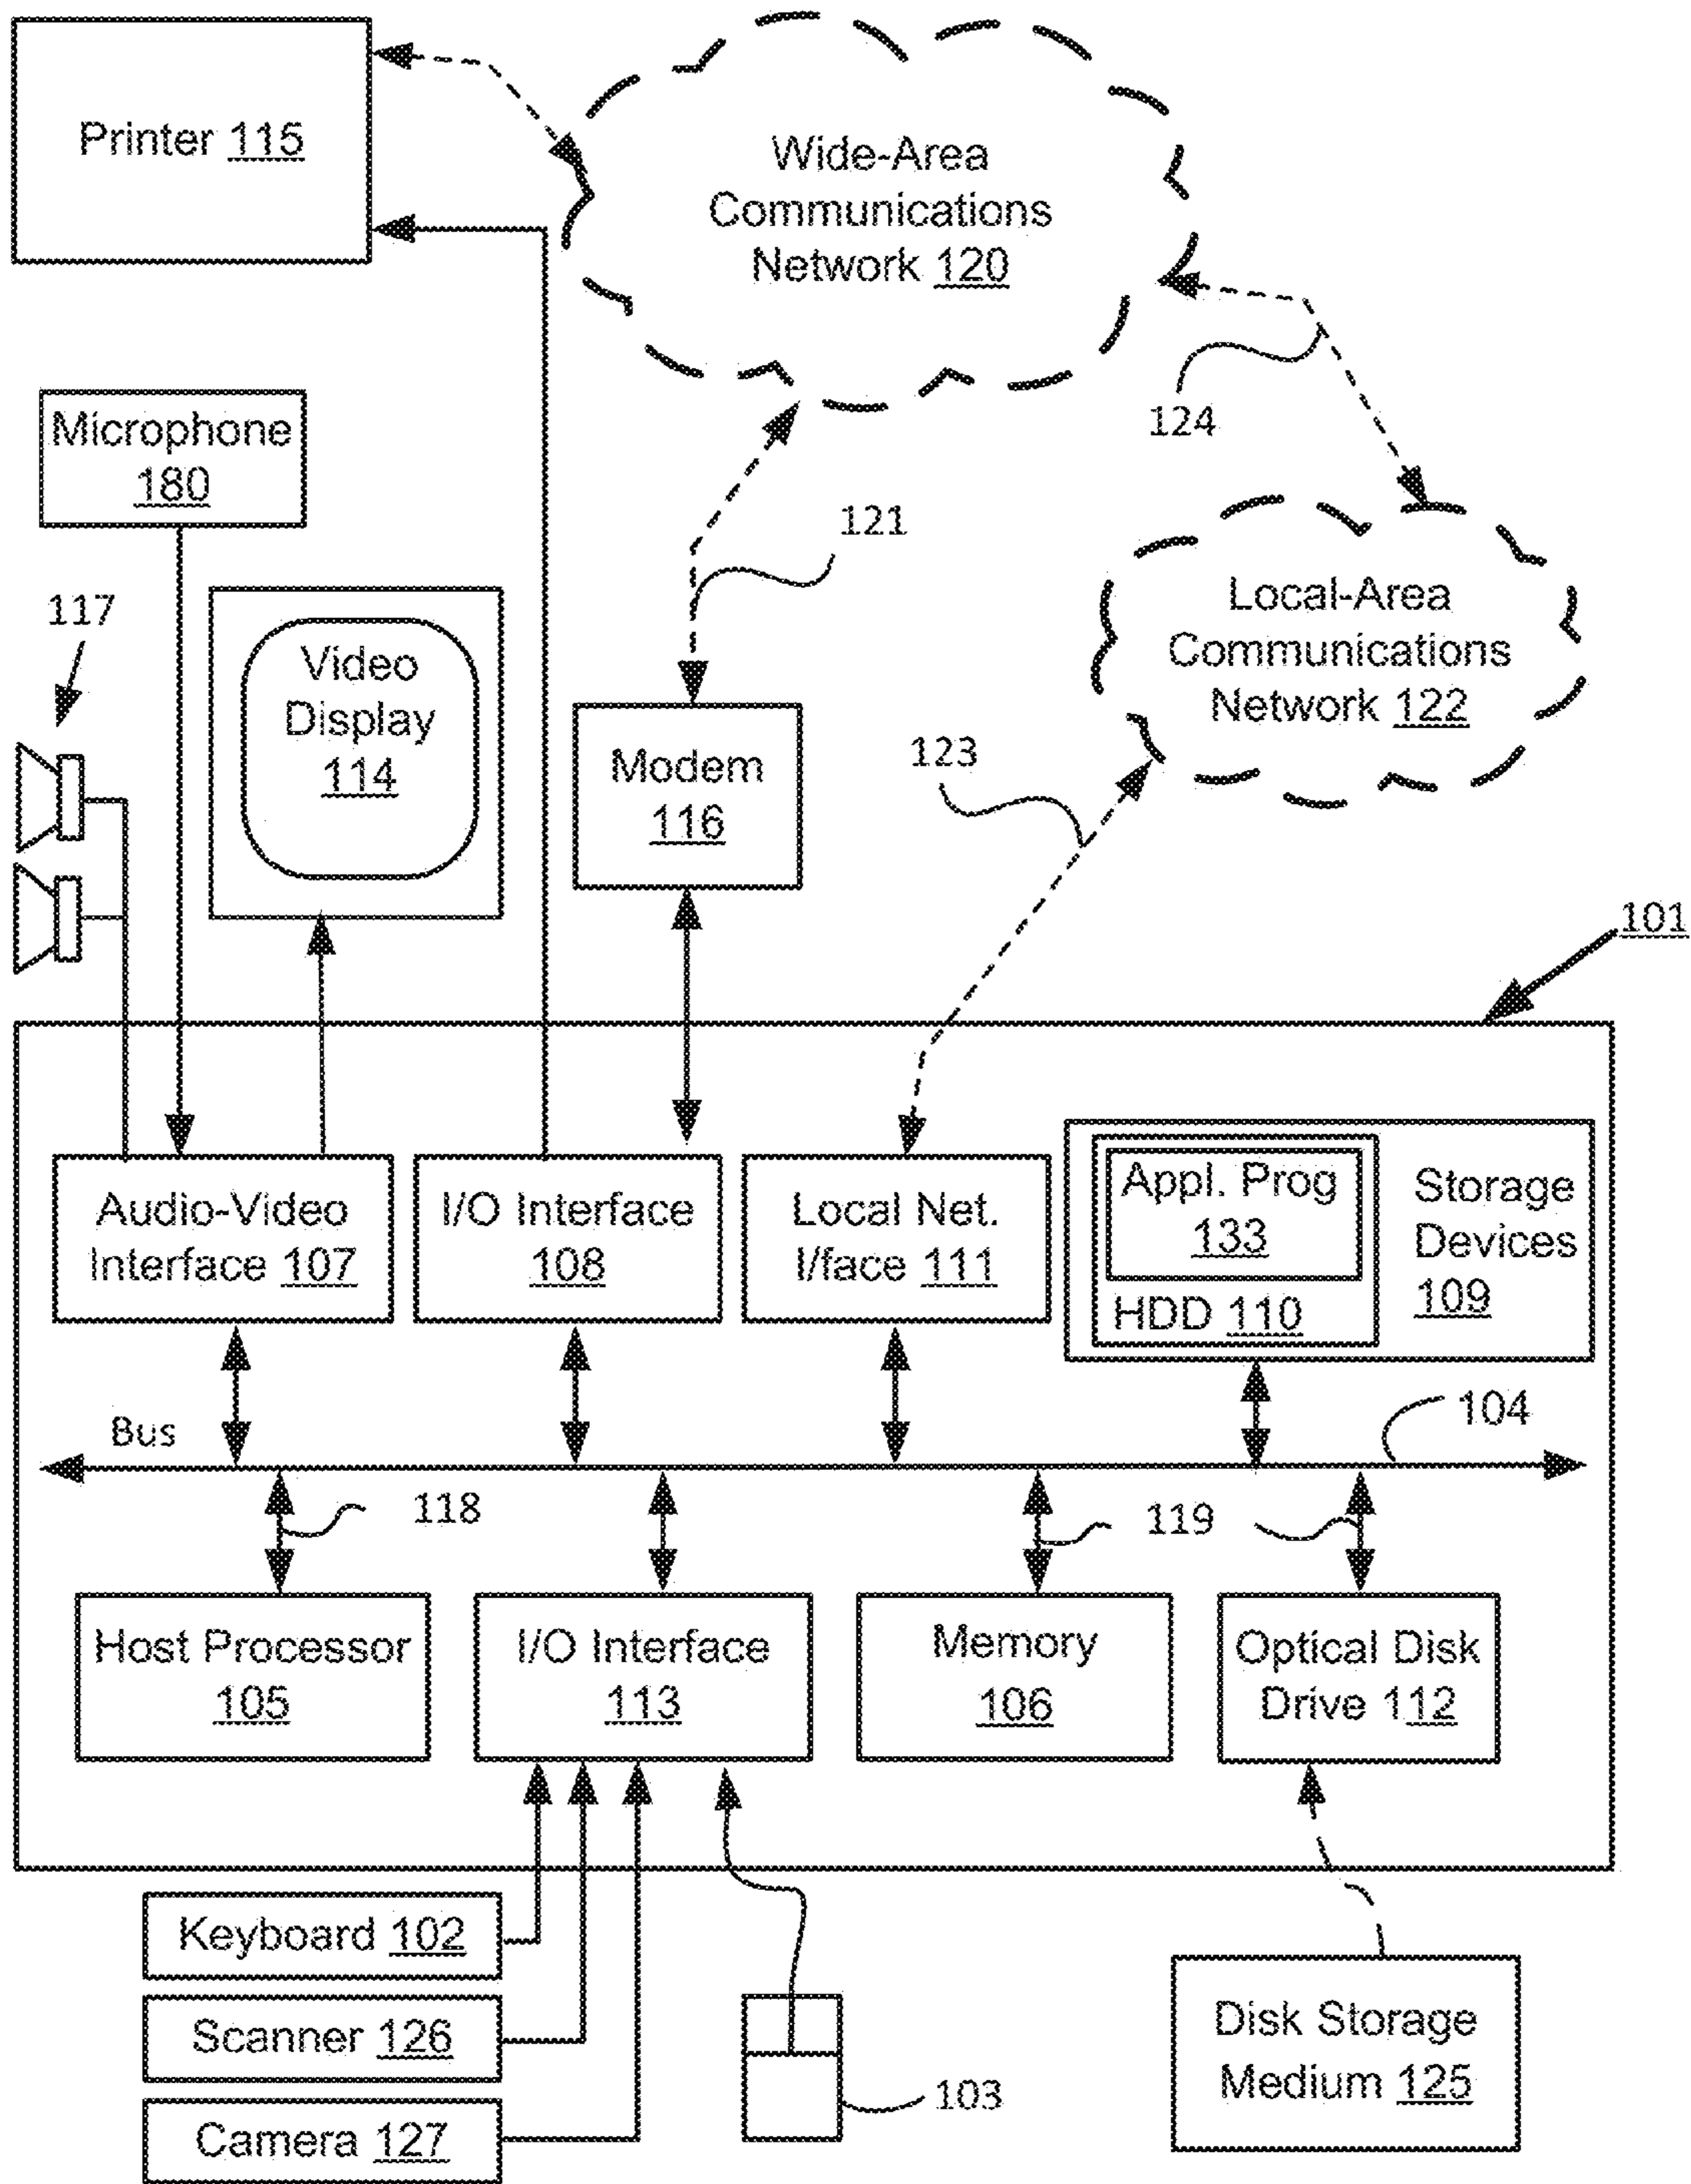 Printer 115
Wide-Area
Communications
Network 120
124
Microphone
180
121
117
Video
Display
114
Local-Area
Communications
Network 122
Modem
116
123
101
Audio-Video
Interface 107
I/O Interface
108
Local Net.
I/face 111
Appl. Prog
133
HDD 110
Storage
Devices
109
Bus
104
118
119
Host Processor
105
I/O Interface
113
Memory
106
Optical Disk
Drive 112
Keyboard 102
Scanner 126
Camera 127
103
Disk Storage
Medium 125